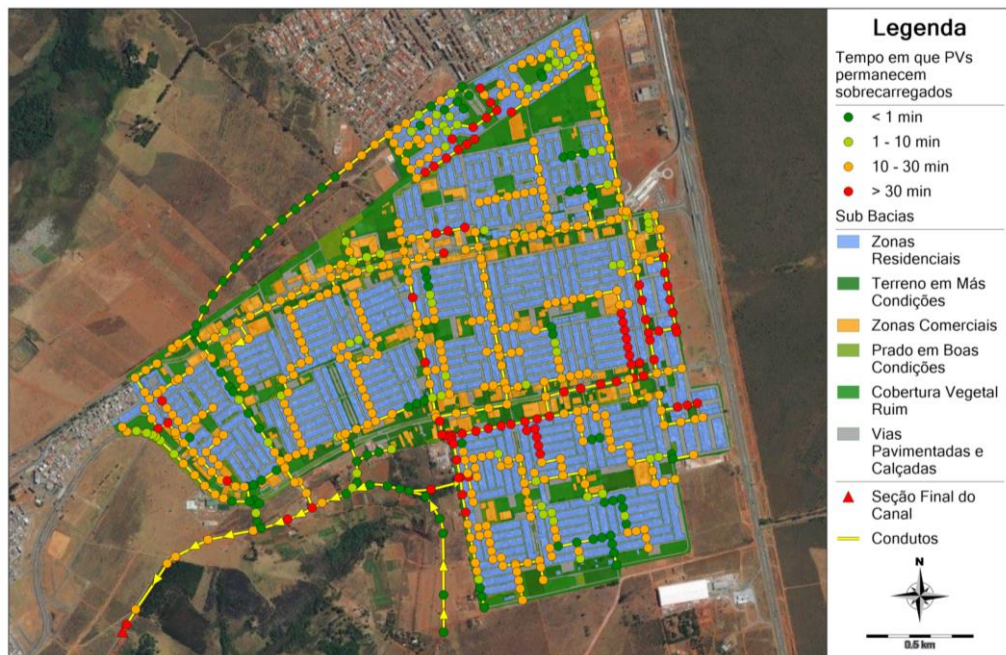 Legenda
Tempo em que PVs
permanecem
sobrecarregados
< 1 min
1 - 10 min
10 - 30 min
> 30 min
Sub Bacias
Zonas
Residenciais
Terreno em Más
Condições
Zonas Comerciais
Prado em Boas
Condições
Cobertura Vegetal
Ruim
Vias
Pavimentadas e
Calçadas
Seção Final do
Canal
Condutos
N
0.5 km